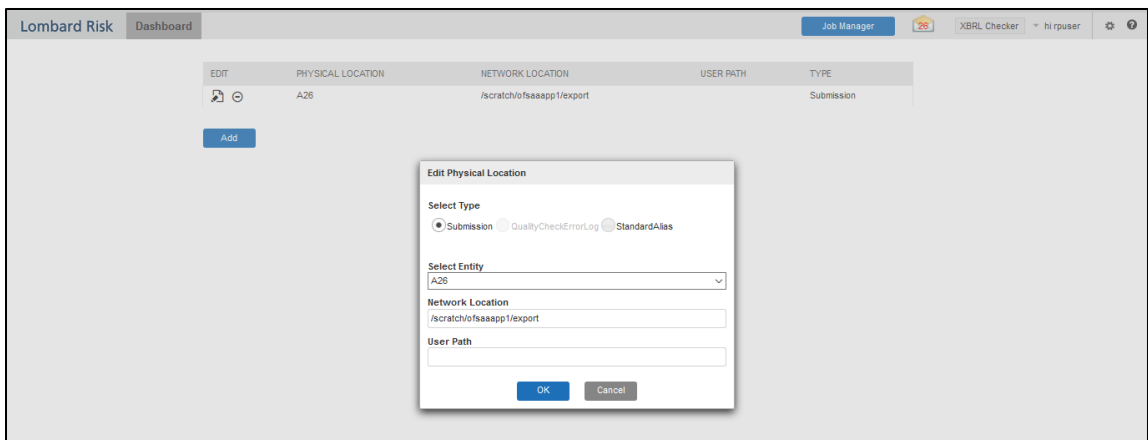 Lombard Risk Dashboard Job Manager 26 XBRL Checker hi rpuser
EDIT PHYSICAL LOCATION NETWORK LOCATION USER PATH TYPE
A26 /scratch/ofsaaapp1/export Submission
Add
Edit Physical Location
Select Type
Submission QualityCheckErrorLog StandardAlias
Select Entity
A26
Network Location
/scratch/ofsaaapp1/export
User Path
OK Cancel